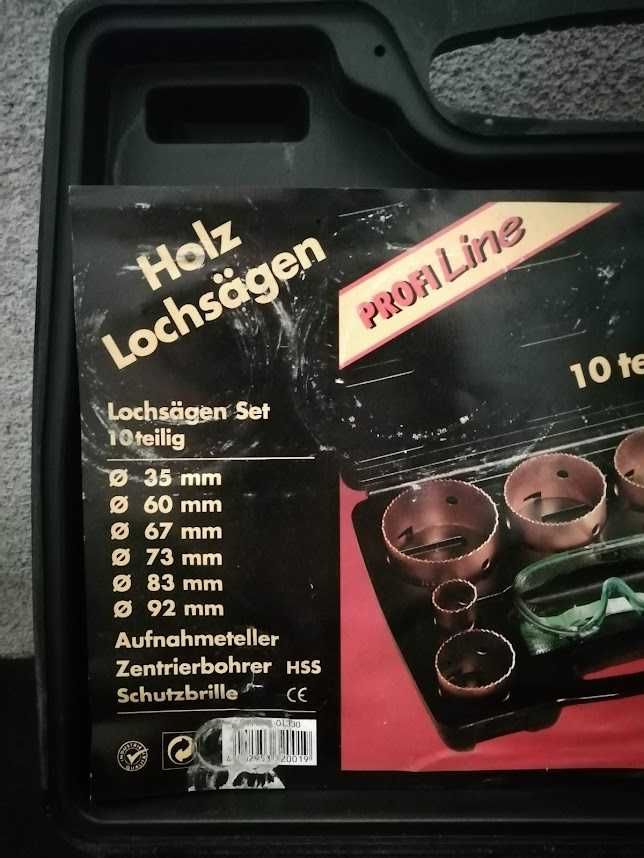 Holz
Lochsägen
PROFI Line
10 te
Lochsägen Set
10teilig
Ø 35 mm
Ø 60 mm
Ø 67 mm
Ø 73 mm
Ø 83 mm
Ø 92 mm
Aufnahmeteller
Zentrierbohrer HSS
Schutzbrille CE